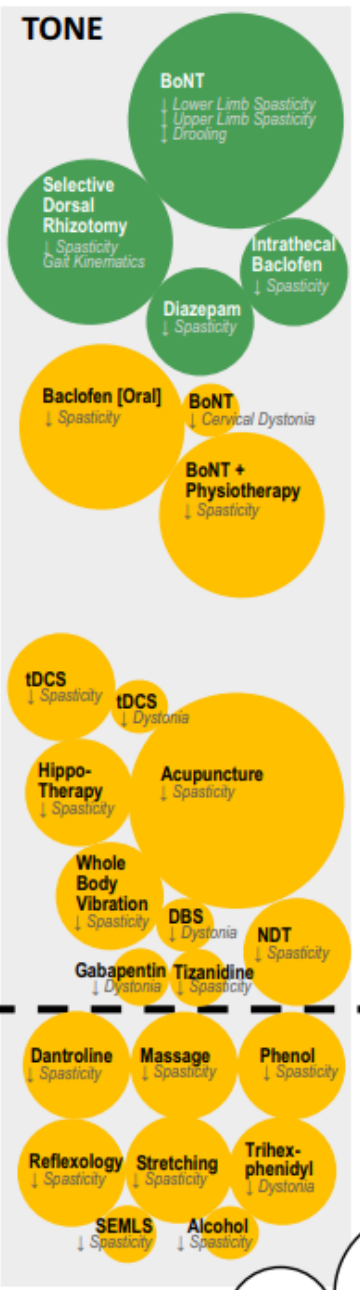 TONE
BoNT
↓ Lower Limb Spasticity
↓ Upper Limb Spasticity
↕ Drooling
Selective
Dorsal
Rhizotomy
↓ Spasticity
Gait Kinematics
Intrathecal
Baclofen
↓ Spasticity
Diazepam
↓ Spasticity
Baclofen [Oral]
↓ Spasticity
BoNT
↓ Cervical Dystonia
BoNT +
Physiotherapy
↓ Spasticity
tDCS
↓ Spasticity
tDCS
↓ Dystonia
Hippo-
Therapy
↓ Spasticity
Acupuncture
↓ Spasticity
Whole
Body
Vibration
↓ Spasticity
DBS
↓ Dystonia
NDT
↓ Spasticity
Gabapentin
↓ Dystonia
Tizanidine
↓ Spasticity
Dantroline
↓ Spasticity
Massage
↓ Spasticity
Phenol
↓ Spasticity
Reflexology
↓ Spasticity
Stretching
↓ Spasticity
Trihex-
phenidyl
↓ Dystonia
SEMLS
↓ Spasticity
Alcohol
↓ Spasticity